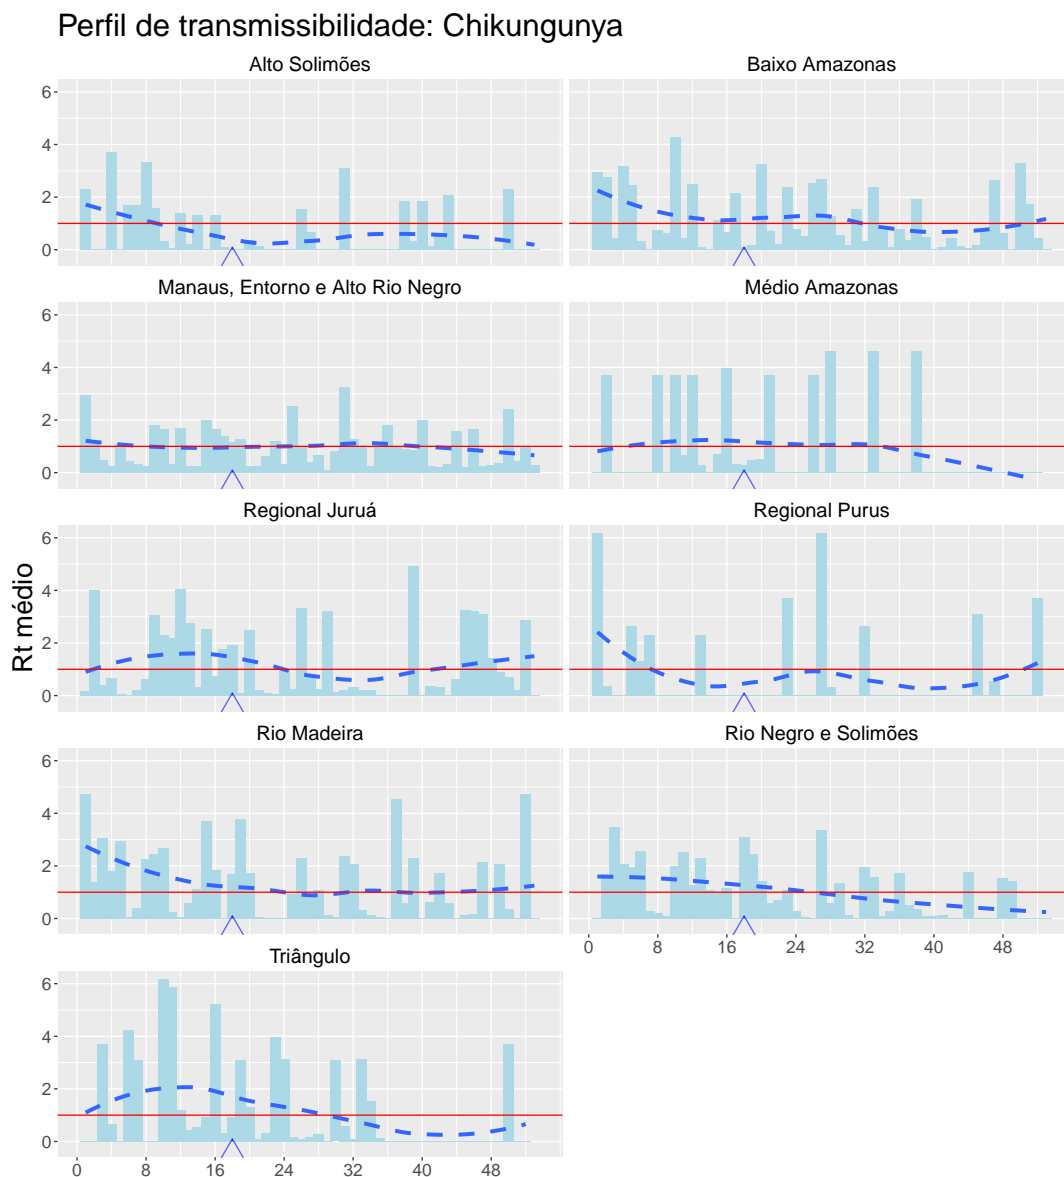 Perfil de transmissibilidade: Chikungunya
Alto Solimões
Baixo Amazonas
6
4
2
0
Manaus, Entorno e Alto Rio Negro
Médio Amazonas
6
4
2
0
Regional Juruá
Regional Purus
6
4
2
0
Rt médio
Rio Madeira
Rio Negro e Solimões
6
4
2
0
0 8 16 24 32 40 48
Triângulo
6
4
2
0
0 8 16 24 32 40 48